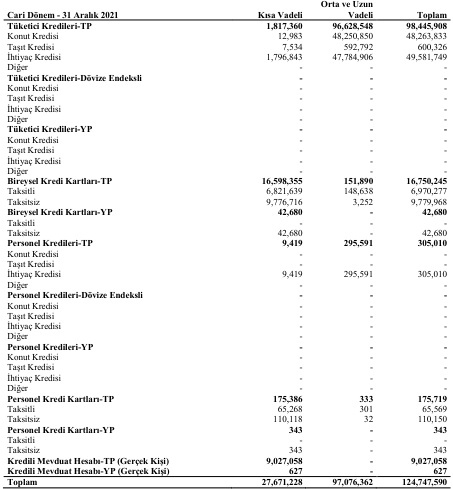 Orta ve Uzun
Cari Dönem - 31 Aralık 2021 Kısa Vadeli Vadeli Toplam
Tüketici Kredileri-TP 1,817,360 96,628,548 98,445,908
Konut Kredisi 12,983 48,250,850 48,263,833
Taşıt Kredisi 7,534 592,792 600,326
İhtiyaç Kredisi 1,796,843 47,784,906 49,581,749
Diğer - - -
Tüketici Kredileri-Dövize Endeksli - - -
Konut Kredisi - - -
Taşıt Kredisi - - -
İhtiyaç Kredisi - - -
Diğer - - -
Tüketici Kredileri-YP - - -
Konut Kredisi - - -
Taşıt Kredisi - - -
İhtiyaç Kredisi - - -
Diğer - - -
Bireysel Kredi Kartları-TP 16,598,355 151,890 16,750,245
Taksitli 6,821,639 148,638 6,970,277
Taksitsiz 9,776,716 3,252 9,779,968
Bireysel Kredi Kartları-YP 42,680 - 42,680
Taksitli - - -
Taksitsiz 42,680 - 42,680
Personel Kredileri-TP 9,419 295,591 305,010
Konut Kredisi - - -
Taşıt Kredisi - - -
İhtiyaç Kredisi 9,419 295,591 305,010
Diğer - - -
Personel Kredileri-Dövize Endeksli - - -
Konut Kredisi - - -
Taşıt Kredisi - - -
İhtiyaç Kredisi - - -
Diğer - - -
Personel Kredileri-YP - - -
Konut Kredisi - - -
Taşıt Kredisi - - -
İhtiyaç Kredisi - - -
Diğer - - -
Personel Kredi Kartları-TP 175,386 333 175,719
Taksitli 65,268 301 65,569
Taksitsiz 110,118 32 110,150
Personel Kredi Kartları-YP 343 - 343
Taksitli - - -
Taksitsiz 343 - 343
Kredili Mevduat Hesabı-TP (Gerçek Kişi) 9,027,058 - 9,027,058
Kredili Mevduat Hesabı-YP (Gerçek Kişi) 627 - 627
Toplam 27,671,228 97,076,362 124,747,590